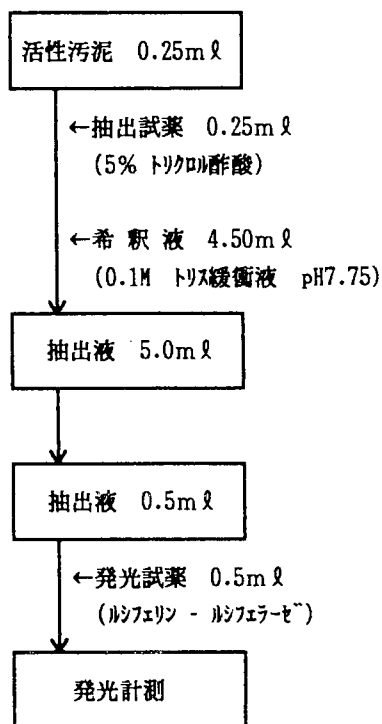 活性汚泥 0.25mℓ
←抽出試薬 0.25mℓ
(5% トリクロル酢酸)
←希釈液 4.50mℓ
(0.1M トリス緩衝液 pH7.75)
抽出液 5.0mℓ
抽出液 0.5mℓ
←発光試薬 0.5mℓ
(ルシフェリン - ルシフェラーゼ)
発光計測